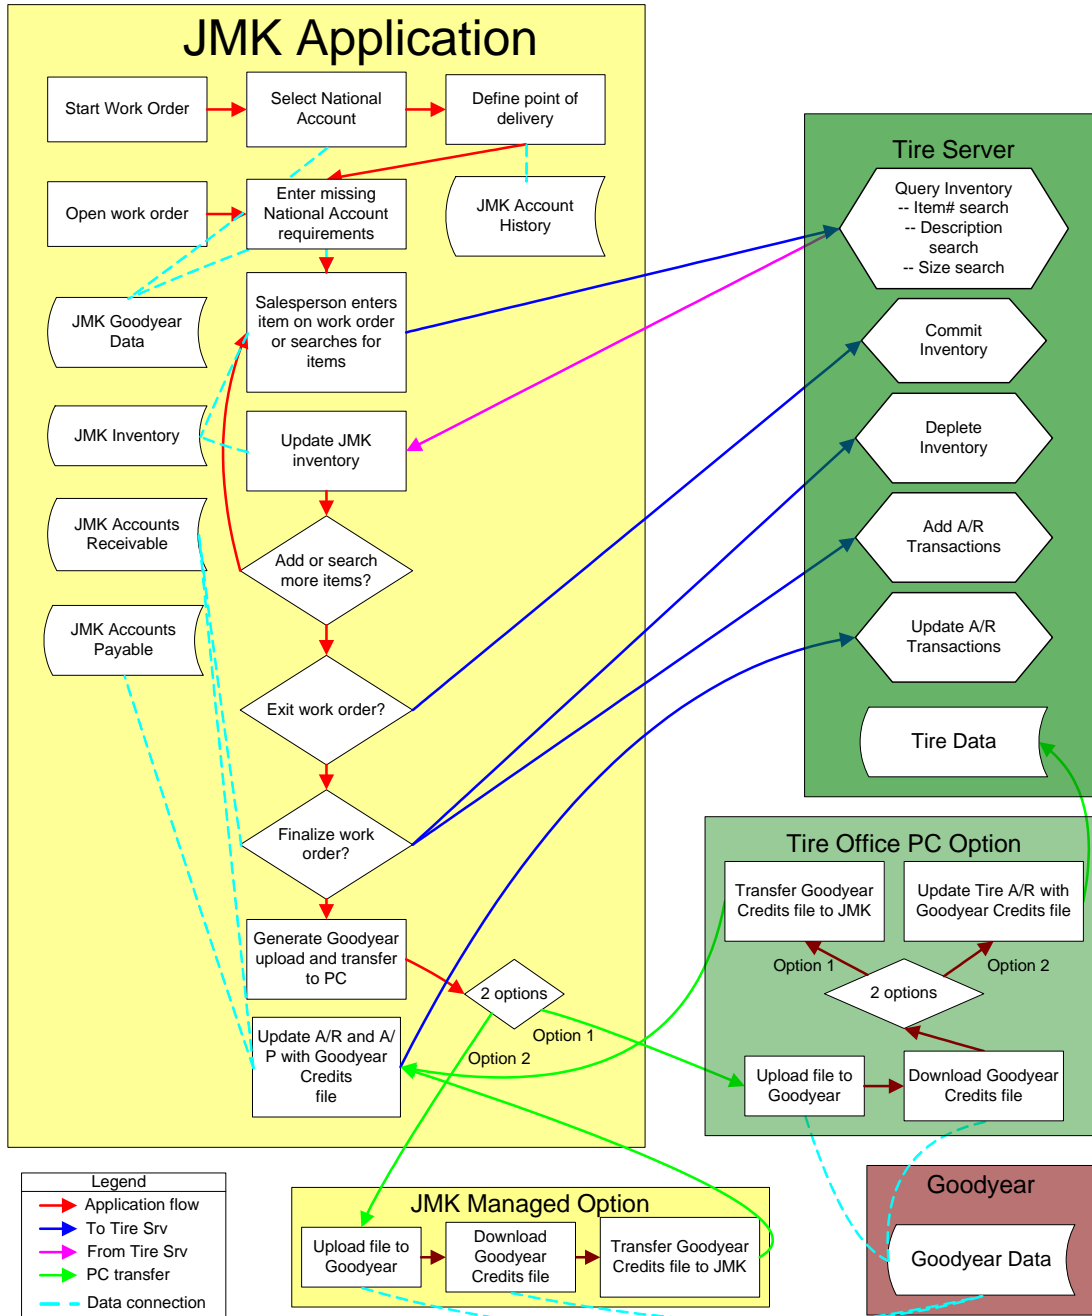 JMK Application
Start Work Order
Select National
Account
Define point of
delivery
Open work order
Enter missing
National Account
requirements
JMK Account
History
JMK Goodyear
Data
Salesperson enters
item on work order
or searches for
items
JMK Inventory
Update JMK
inventory
JMK Accounts
Receivable
Add or search
more items?
JMK Accounts
Payable
Exit work order?
Finalize work
order?
Generate Goodyear
upload and transfer
to PC
2 options
Option 1
Option 2
Update A/R and A/
P with Goodyear
Credits
file
Tire Server
Query Inventory
-- Item# search
-- Description
search
-- Size search
Commit
Inventory
Deplete
Inventory
Add A/R
Transactions
Update A/R
Transactions
Tire Data
Tire Office PC Option
Transfer Goodyear
Credits file to JMK
Update Tire A/R with
Goodyear Credits file
Option 1
Option 2
2 options
Upload file to
Goodyear
Download Goodyear
Credits file
Legend
Application flow
To Tire Srv
From Tire Srv
PC transfer
Data connection
JMK Managed Option
Upload file to
Goodyear
Download
Goodyear
Credits file
Transfer Goodyear
Credits file to JMK
Goodyear
Goodyear Data